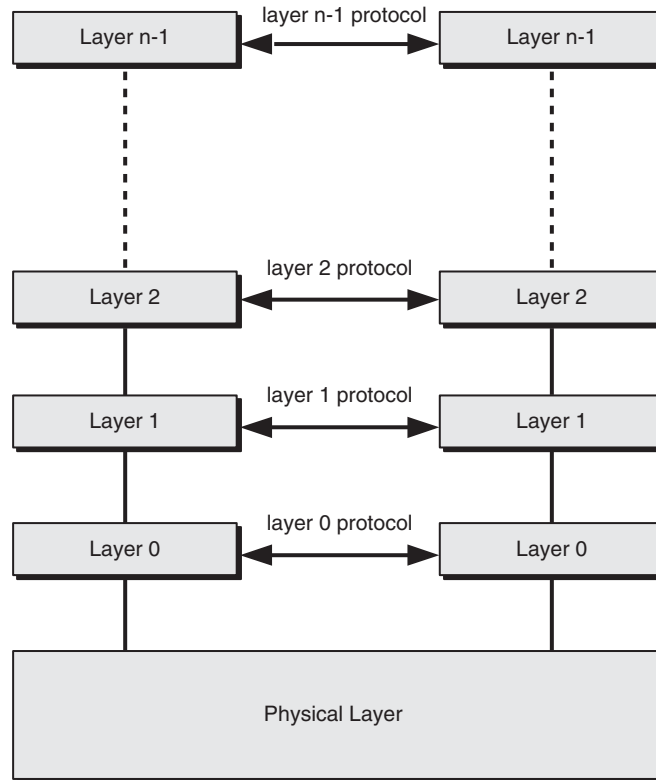 layer n-1 protocol
Layer n-1
Layer n-1
layer 2 protocol
Layer 2
Layer 2
layer 1 protocol
Layer 1
Layer 1
layer 0 protocol
Layer 0
Layer 0
Physical Layer